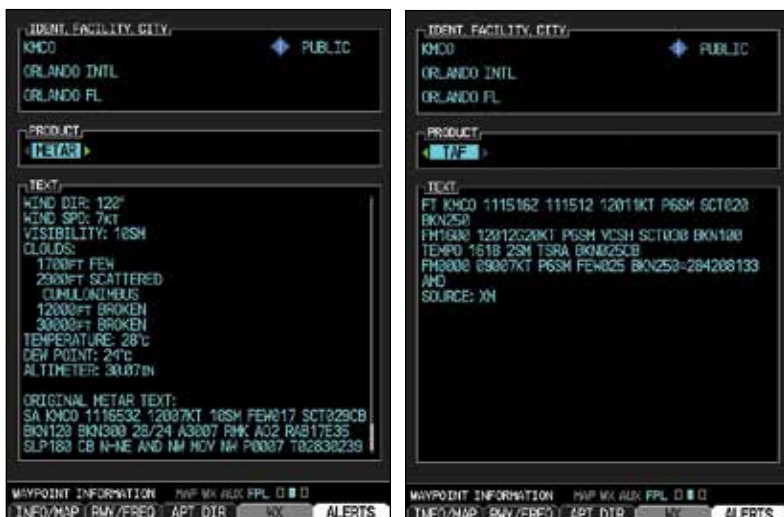 IDENT, FACILITY, CITY
KMCO PUBLIC
ORLANDO INTL
ORLANDO FL
PRODUCT
METAR
TEXT
WIND DIR: 120°
WIND SPD: 7KT
VISIBILITY: 10SM
CLOUDS:
1700FT FEW
2900FT SCATTERED
CUMULONIMBUS
12000FT BROKEN
30000FT BROKEN
TEMPERATURE: 28°C
DEW POINT: 24°C
ALTIMETER: 30.07IN
ORIGINAL METAR TEXT:
SA KMCO 111653Z 12007KT 10SM FEW017 SCT029CB
BKN120 BKN300 28/24 A3007 RMK AO2 RAB17E35
SLP180 CB N-NE AND NW MOV NW P0007 T02830239
WAYPOINT INFORMATION MAP WX AUX FPL
INFO/MAP RWY/FREQ APT DIR WX ALERTS
IDENT, FACILITY, CITY
KMCO PUBLIC
ORLANDO INTL
ORLANDO FL
PRODUCT
TAF
TEXT
FT KMCO 111516Z 111512 12011KT P6SM SCT020
BKN250
FM1600 12012G20KT P6SM VCSH SCT030 BKN100
TEMPO 1618 2SM TSRA BKN025CB
FM0000 09007KT P6SM FEW025 BKN250=284208133
AMD
SOURCE: XM
WAYPOINT INFORMATION MAP WX AUX FPL
INFO/MAP RWY/FREQ APT DIR WX ALERTS